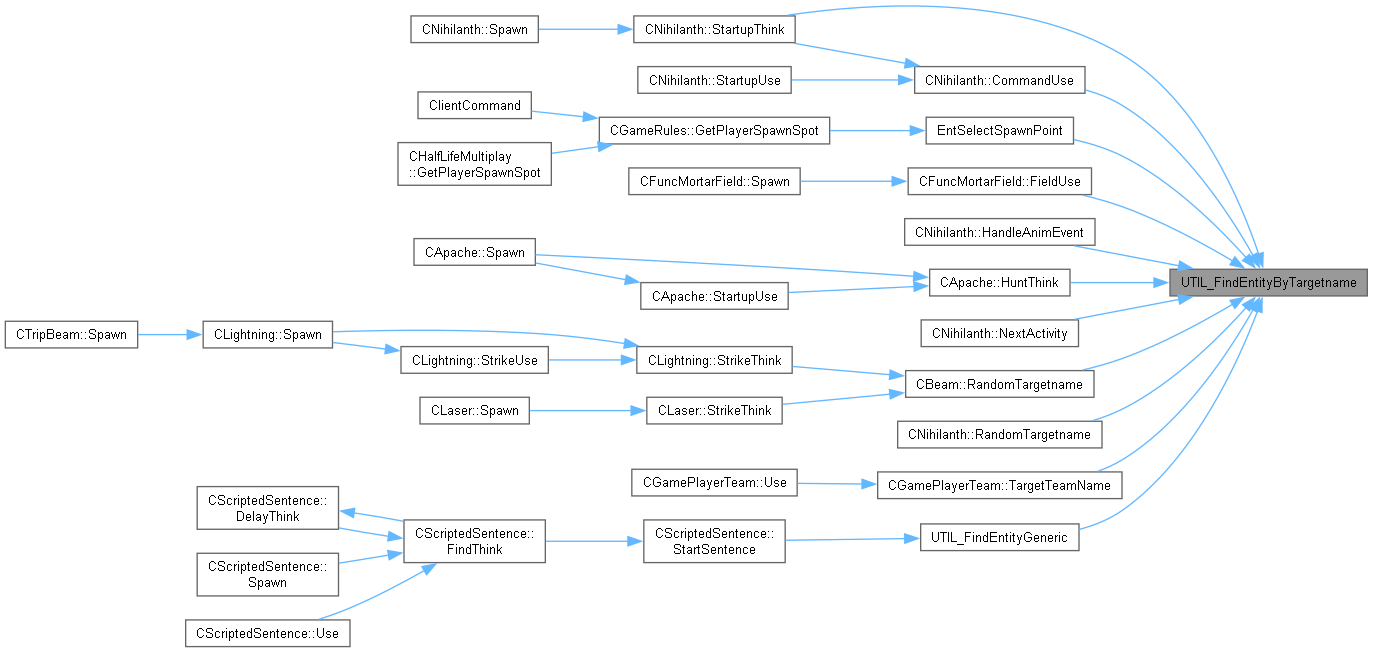 CNihilanth::Spawn
CNihilanth::StartupThink
CNihilanth::StartupUse
CNihilanth::CommandUse
ClientCommand
CGameRules::GetPlayerSpawnSpot
EntSelectSpawnPoint
CHalfLifeMultiplay
::GetPlayerSpawnSpot
CFuncMortarField::Spawn
CFuncMortarField::FieldUse
CNihilanth::HandleAnimEvent
CApache::Spawn
CApache::StartupUse
CApache::HuntThink
UTIL_FindEntityByTargetname
CNihilanth::NextActivity
CTripBeam::Spawn
CLightning::Spawn
CLightning::StrikeUse
CLightning::StrikeThink
CBeam::RandomTargetname
CLaser::Spawn
CLaser::StrikeThink
CNihilanth::RandomTargetname
CGamePlayerTeam::Use
CGamePlayerTeam::TargetTeamName
CScriptedSentence::
DelayThink
CScriptedSentence::
FindThink
CScriptedSentence::
StartSentence
UTIL_FindEntityGeneric
CScriptedSentence::
Spawn
CScriptedSentence::Use